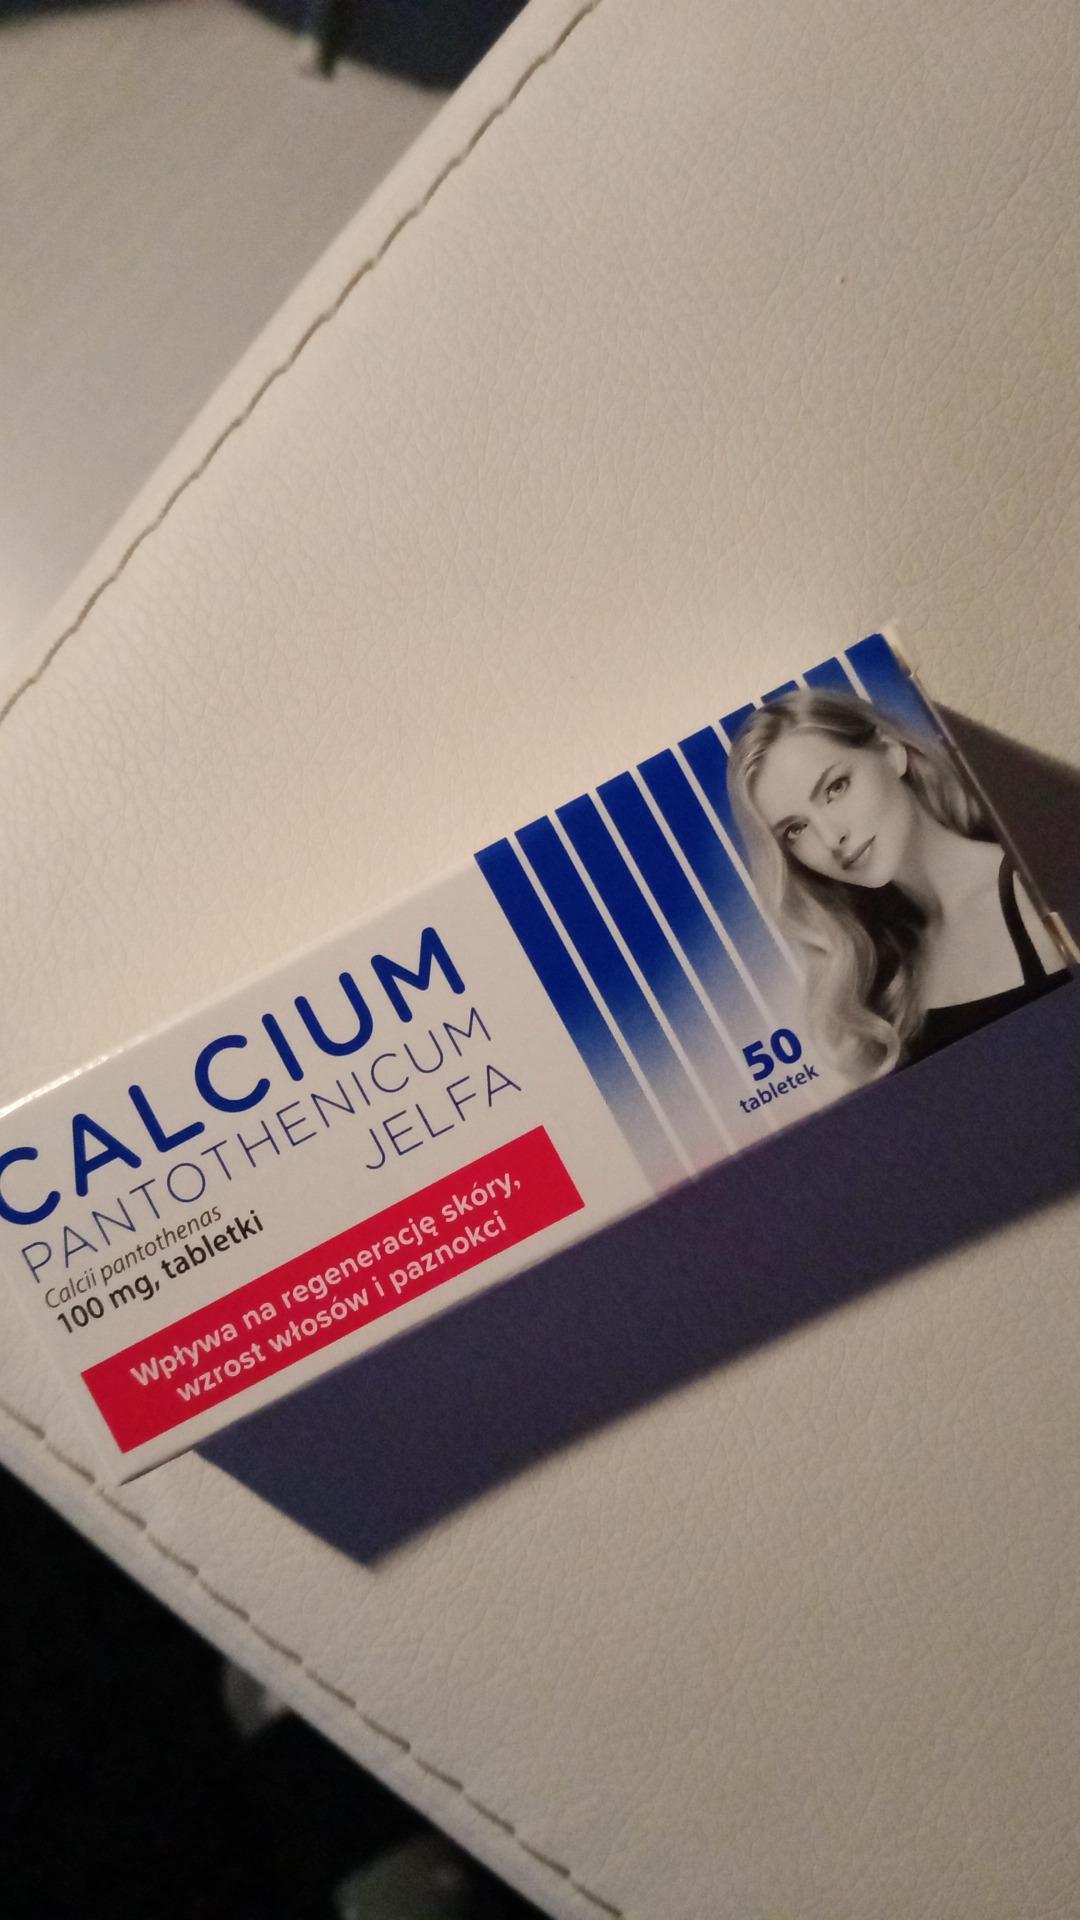 CALCIUM
PANTOTHENICUM
JELFA
Calcii pantothenas
100 mg, tabletki
Wpływa na regenerację skóry,
wzrost włosów i paznokci
50
tabletek